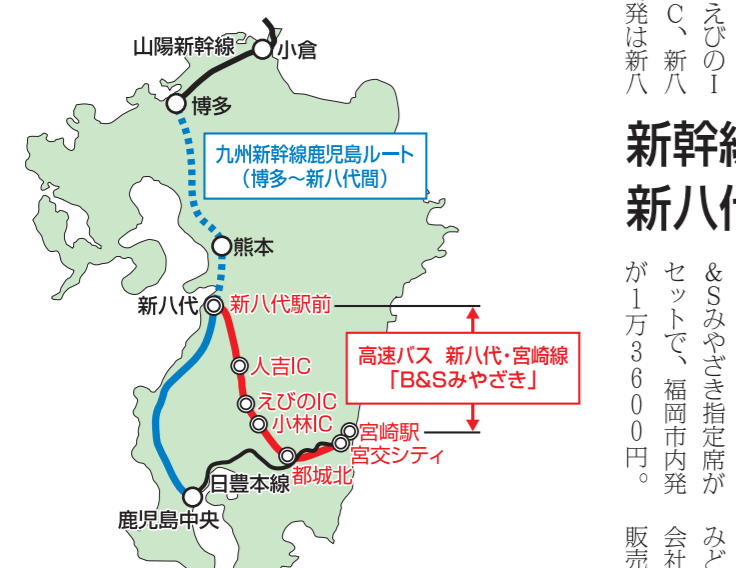 山陽新幹線
小倉
博多
九州新幹線鹿児島ルート
（博多～新八代間）
熊本
新八代
新八代駅前
人吉IC
えびのIC
小林IC
高速バス 新八代・宮崎線
「B&Sみやざき」
宮崎駅
宮交シティ
都城北
日豊本線
鹿児島中央
えびのI
C、新八
発は新八
新幹線
新八代
&Sみやざき指定席が
セットで、福岡市内発
が1万3600円。
みど
会社
販売